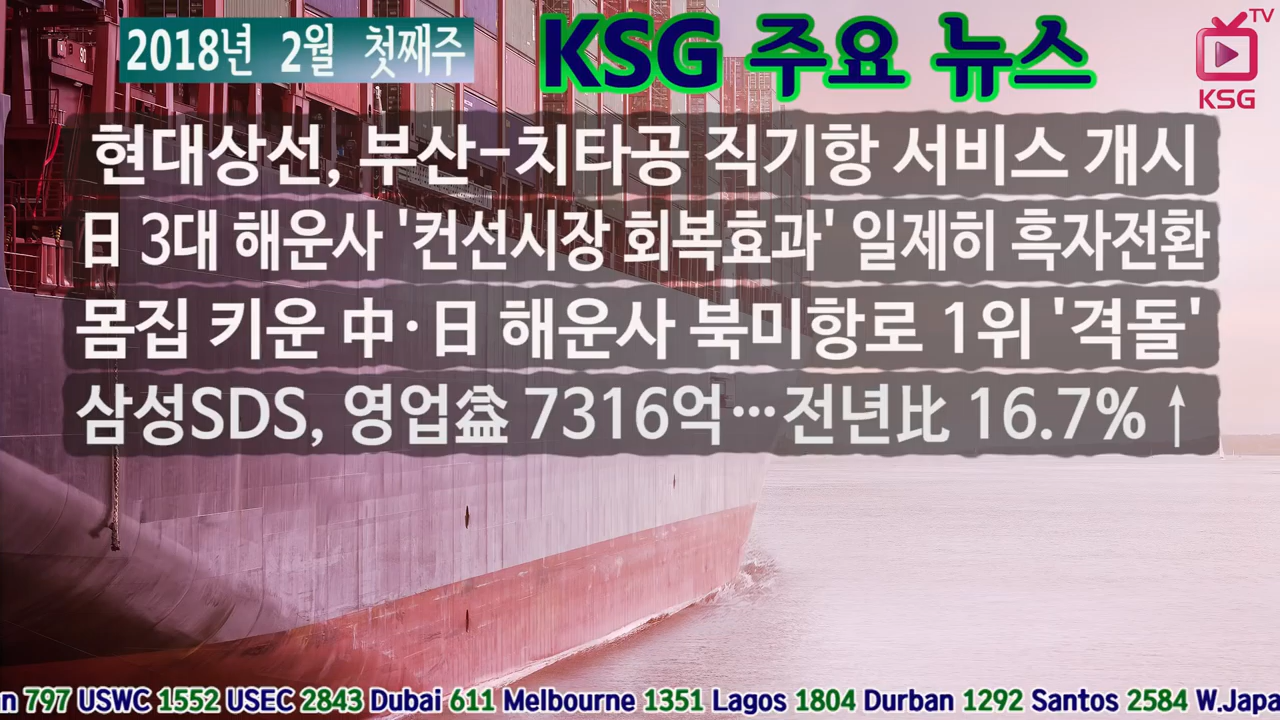 2018년 2월 첫째주
KSG 주요 뉴스
TV
KSG
현대상선, 부산-치타공 직기항 서비스 개시
日 3대 해운사 '컨선시장 회복효과' 일제히 흑자전환
몸집 키운 中·日 해운사 북미항로 1위 '격돌'
삼성SDS, 영업益 7316억…전년比 16.7%↑
n 797 USWC 1552 USEC 2843 Dubai 611 Melbourne 1351 Lagos 1804 Durban 1292 Santos 2584 W.Japa